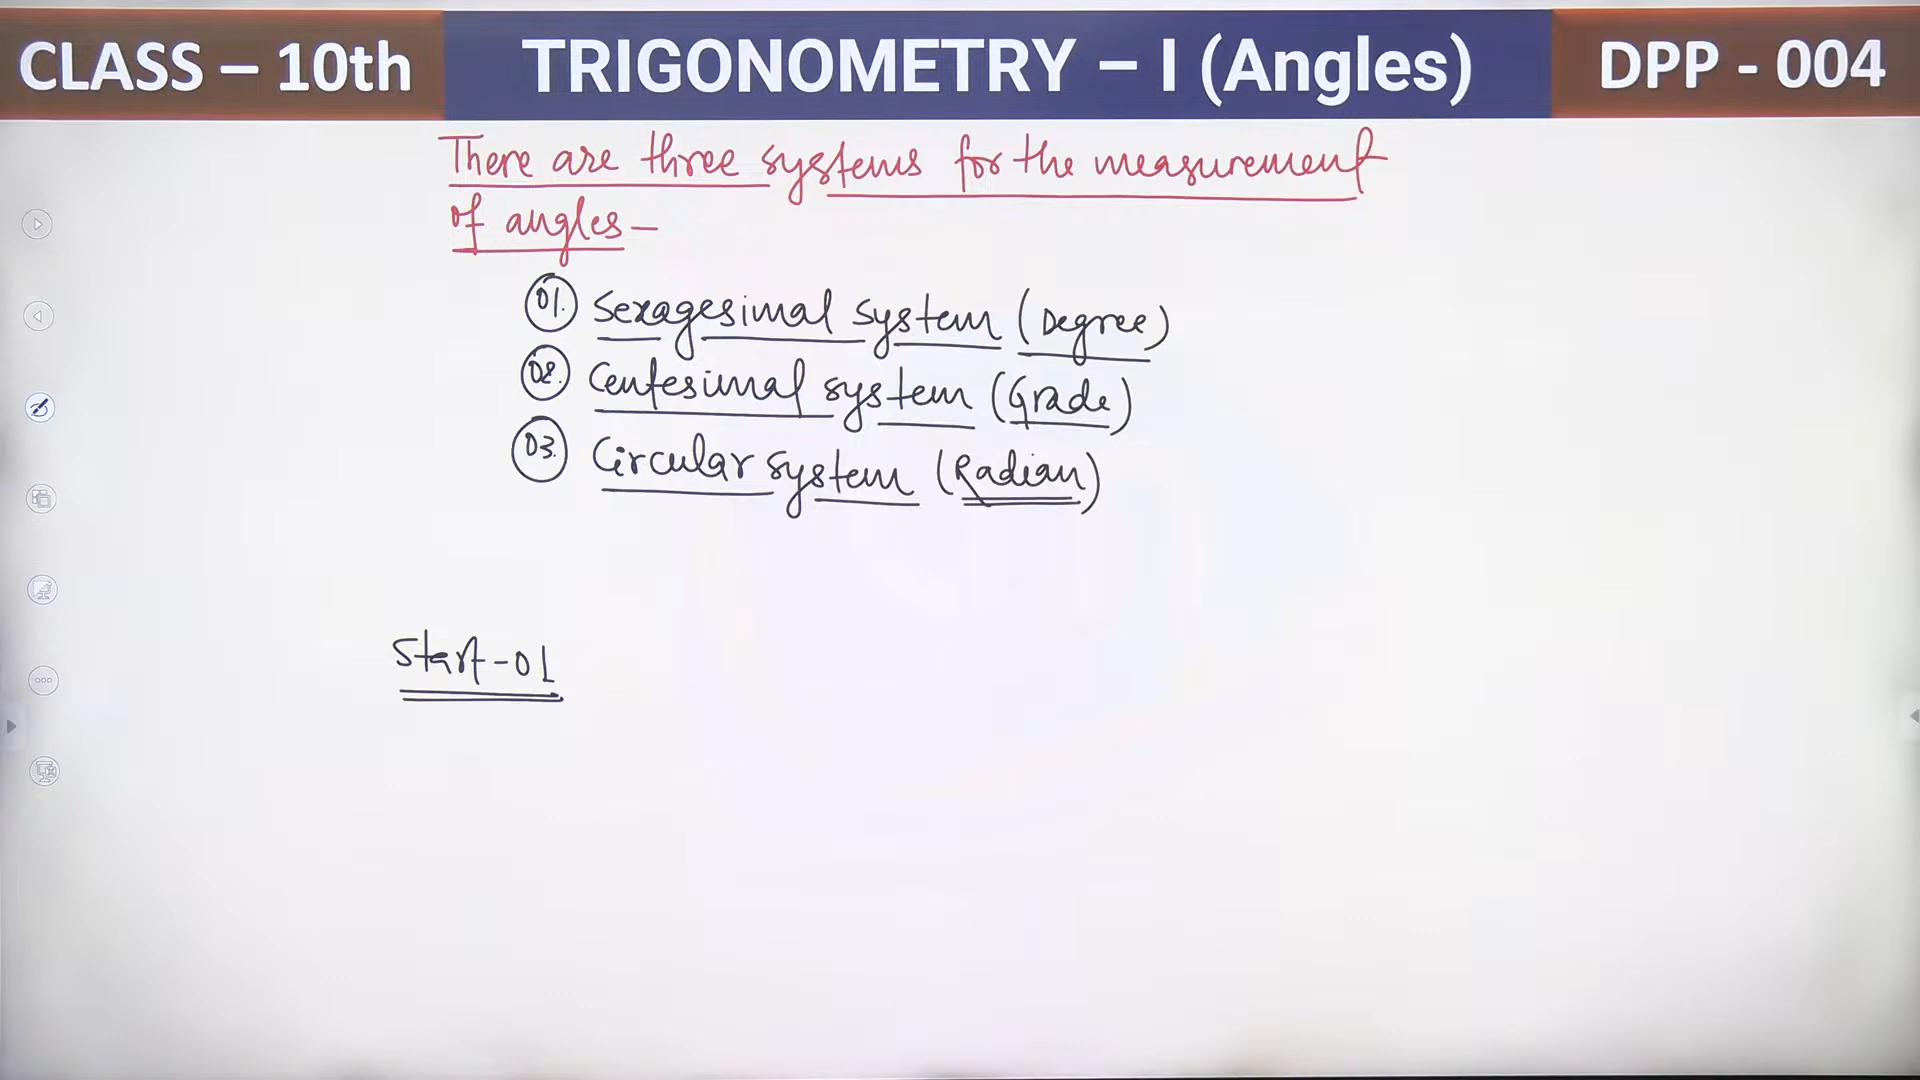 CLASS – 10th TRIGONOMETRY – I (Angles) DPP - 004
There are three systems for the measurement
of angles –
01. Sexagesimal system (Degree)
02. Centesimal system (Grade)
03. Circular system (Radian)
Start - 01